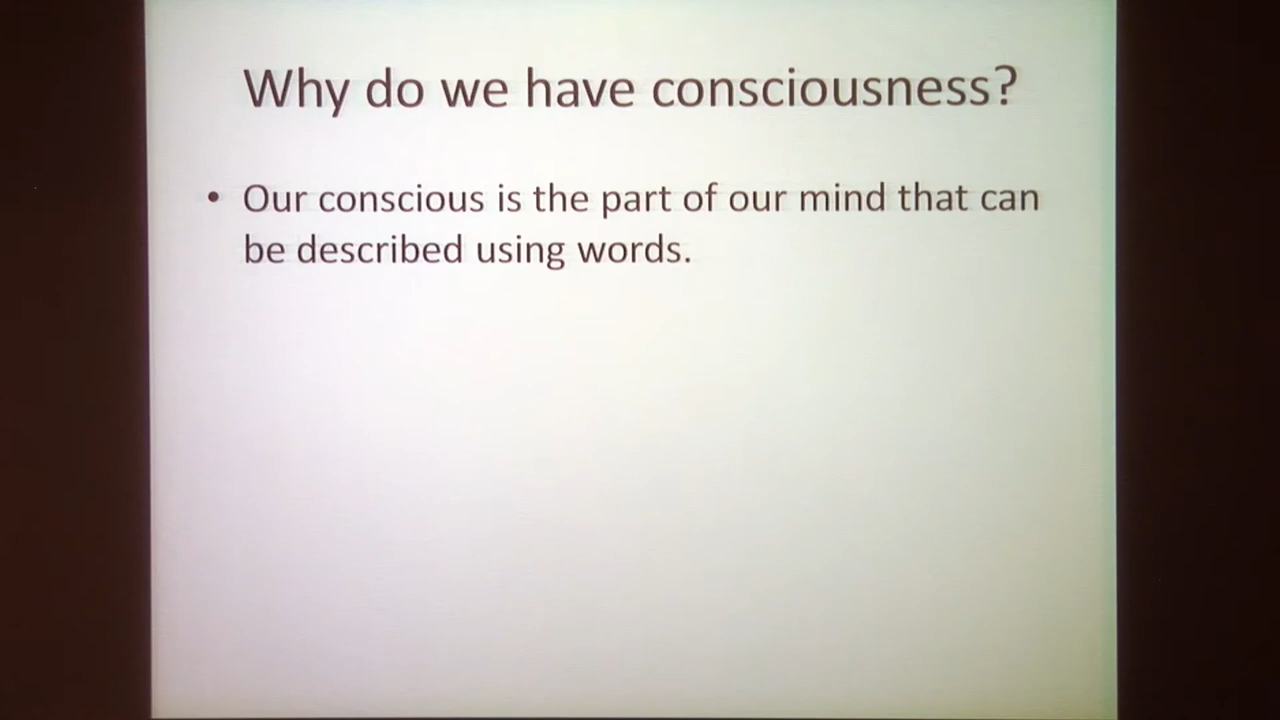 Why do we have consciousness?
• Our conscious is the part of our mind that can
be described using words.